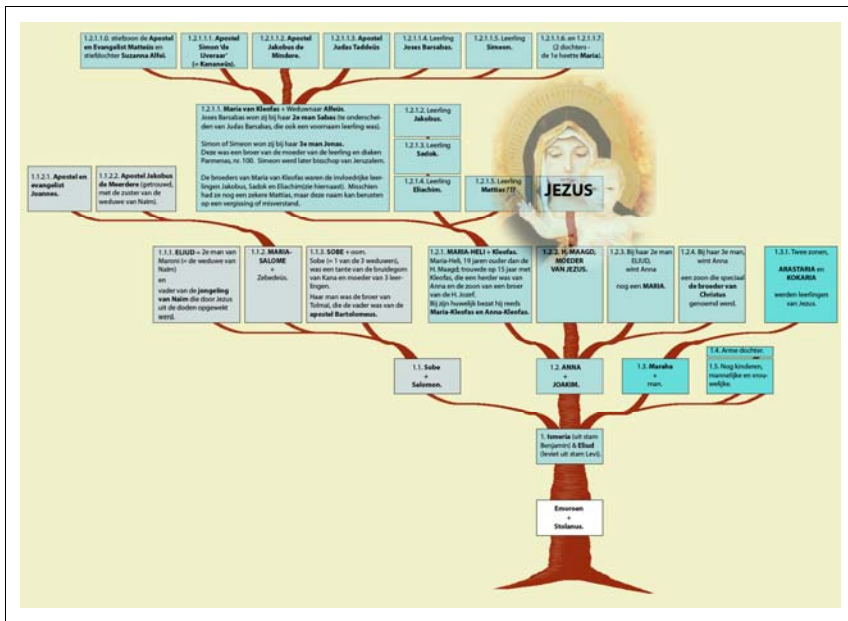 1.2.1.1.0. stiefzoon de Apostel
en Evangelist Matteüs en
stiefdochter Suzanna Alfeï.
1.2.1.1.1. Apostel
Simon 'de
IJveraar'
(= Kananeüs).
1.2.1.1.2. Apostel
Jakobus de
Mindere.
1.2.1.1.3. Apostel
Judas Taddeüs
1.2.1.1.4. Leerling
Joses Barsabas.
1.2.1.1.5. Leerling
Simeon.
1.2.1.1.6. en 1.2.1.1.7.
(2 dochters -
de 1e heette Maria).
1.2.1.1. Maria van Kleofas + Weduwnaar Alfeüs.
Joses Barsabas won zij bij haar 2e man Sabas (te onderschei-
den van Judas Barsabas, die ook een voornaam leerling was).
Simon of Simeon won zij bij haar 3e man Jonas.
Deze was een broer van de moeder van de leerling en diaken
Parmenas, nr. 100. Simeon werd later bisschop van Jeruzalem.
De broeders van Maria van Kleofas waren de invloedrijke leer-
lingen Jakobus, Sadok en Eliachim(zie hiernaast). Misschien
had ze nog een zekere Mattias, maar deze naam kan berusten
op een vergissing of misverstand.
1.2.1.2. Leerling
Jakobus.
1.2.1.3. Leerling
Sadok.
1.2.1.4. Leerling
Eliachim.
1.2.1.5. Leerling
Mattias ???
JEZUS
1.1.2.1. Apostel en
evangelist
Joannes.
1.1.2.2. Apostel Jakobus
de Meerdere (getrouwd,
met de zuster van de
weduwe van Naïm).
1.1.1. ELIUD = 2e man van
Maroni (= de weduwe van
Naïm)
en
vader van de jongeling
van Naïm die door Jezus
uit de doden opgewekt
werd.
1.1.2. MARIA-
SALOME
+
Zebedeüs.
1.1.3. SOBE + oom.
Sobe (= 1 van de 3 weduwen),
was een tante van de bruidegom
van Kana en moeder van 3 leer-
lingen.
Haar man was de broer van
Tolmaï, die de vader was van de
apostel Bartolomeus.
1.2.1. MARIA-HELI + Kleofas.
Maria-Heli, 19 jaren ouder dan de
H. Maagd; trouwde op 15 jaar met
Kleofas, die herder was van
Anna en de zoon van een broer
van de H. Jozef.
Bij zijn huwelijk bezat hij reeds
Maria-Kleofas en Anna-Kleofas.
1.2.2. H. MAAGD,
MOEDER
VAN JEZUS.
1.2.3. Bij haar 2e man
ELIUD,
wint Anna
nog een MARIA.
1.2.4. Bij haar 3e man,
wint Anna
een zoon die speciaal
de broeder van
Christus
genoemd werd.
1.3.1. Twee zonen,
ARASTARIA en
KOKARIA
werden leerlingen
van Jezus.
1.1. Sobe
+
Salomon.
1.2. ANNA
+
JOAKIM.
1.3. Maraha
+
man.
1.4. Arme dochter.
1.5. Nog kinderen,
mannelijke en vrou-
welijke.
1. Ismeria (uit stam
Benjamin) & Eliud
(leviet uit stam Levi).
Emoroen
+
Stolanus.